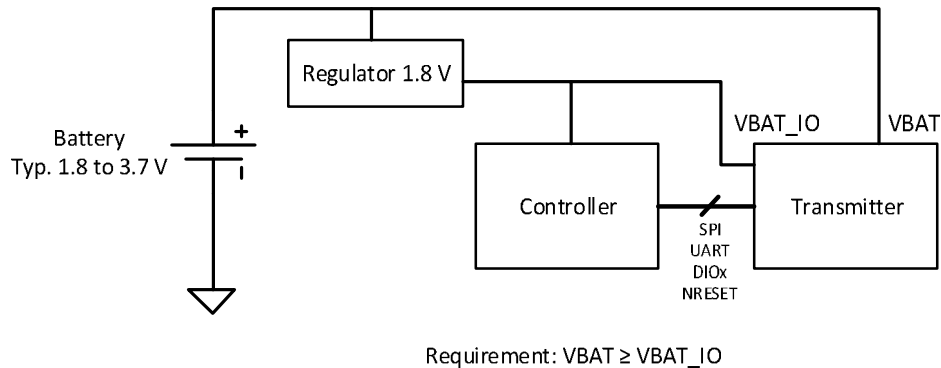 Regulator 1.8 V
Battery
Typ. 1.8 to 3.7 V
+
VBAT_IO
VBAT
Controller
Transmitter
SPI
UART
DIOx
NRESET
Requirement: VBAT ≥ VBAT_IO